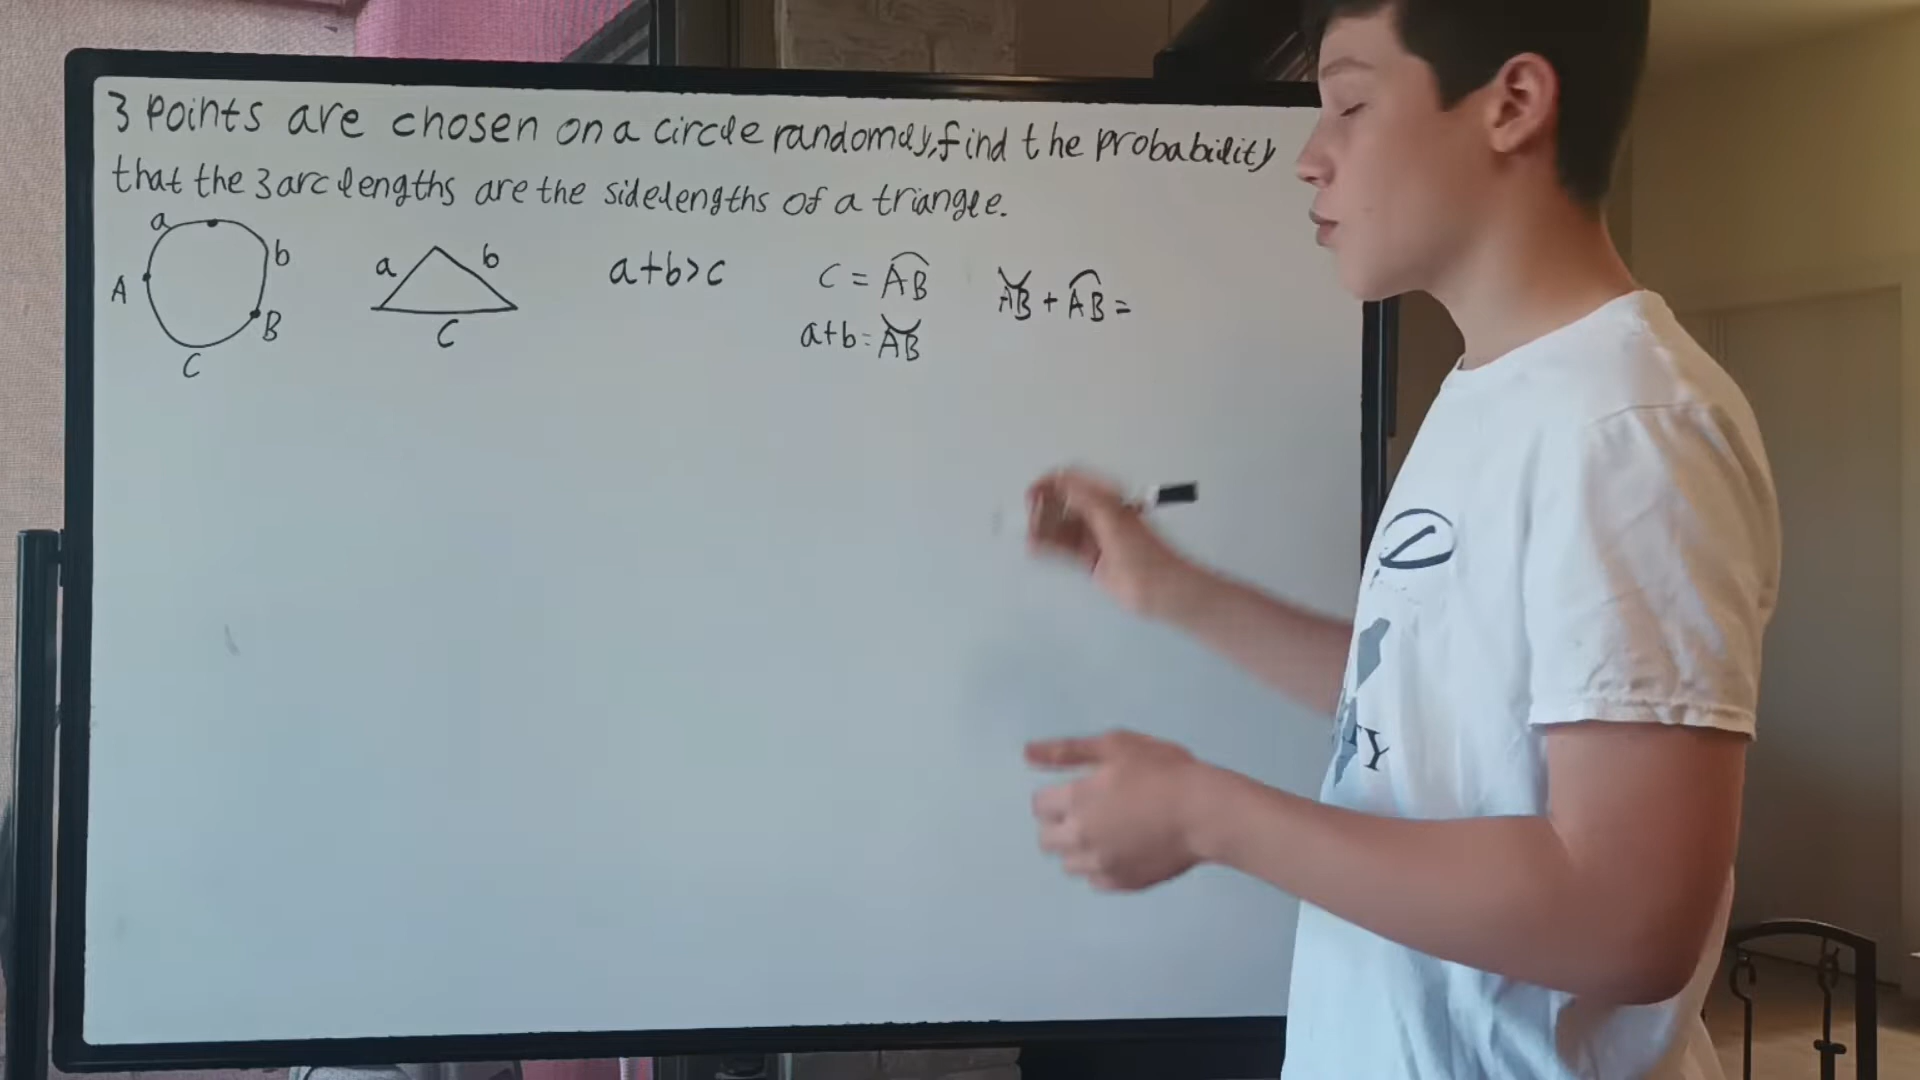 3 points are chosen on a circle randomly, find the probability
that the 3 arc lengths are the sidelengths of a triangle.
a
b
A
B
C
a
b
C
a+b>c
C = AB
a+b = AB
AB + AB =
TY